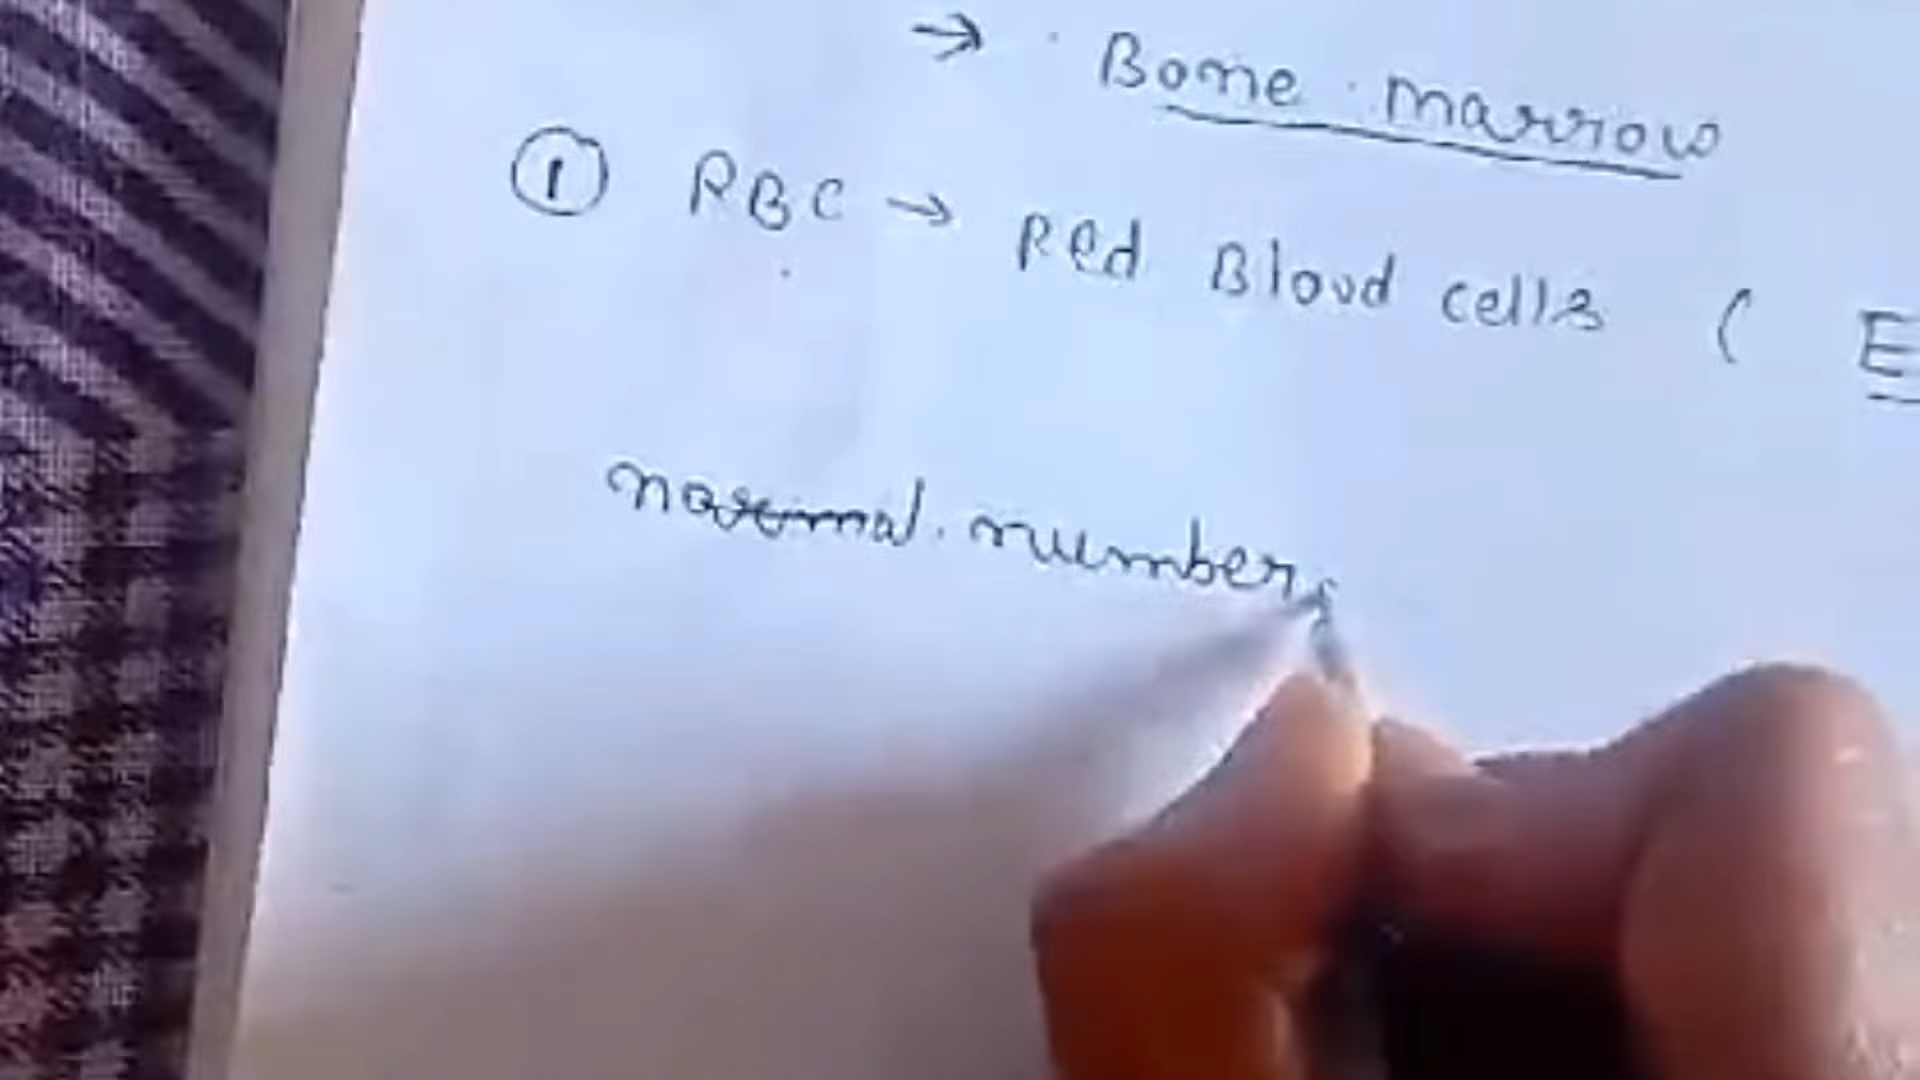 → Bone marrow
① RBC → Red Blood cells ( E
normal number